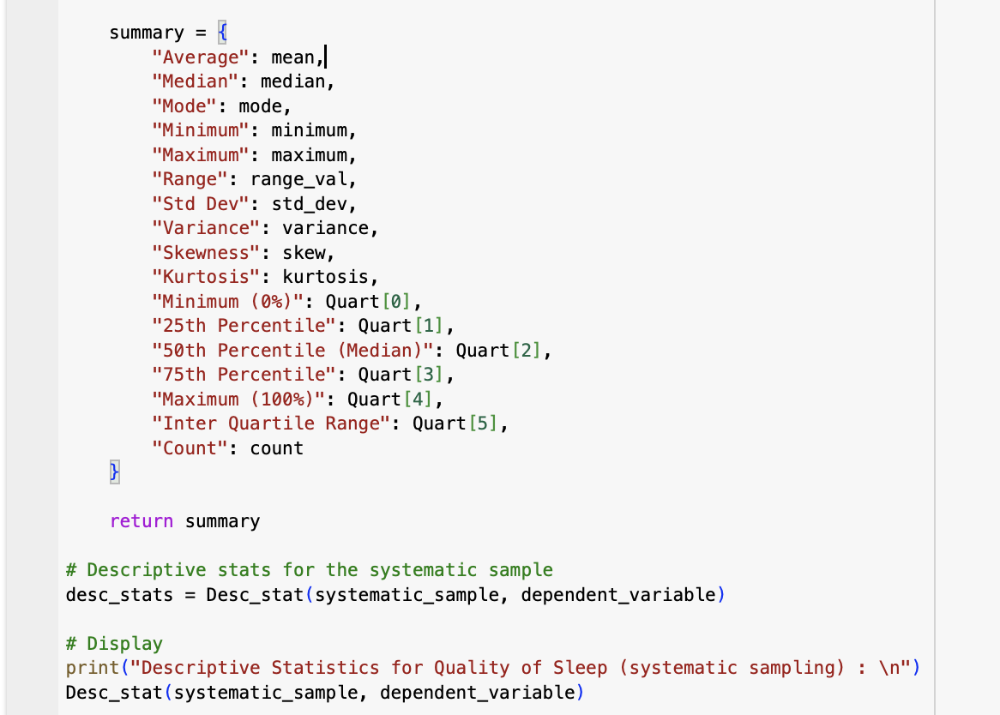 summary = {
"Average": mean,
"Median": median,
"Mode": mode,
"Minimum": minimum,
"Maximum": maximum,
"Range": range_val,
"Std Dev": std_dev,
"Variance": variance,
"Skewness": skew,
"Kurtosis": kurtosis,
"Minimum (0%)": Quart[0],
"25th Percentile": Quart[1],
"50th Percentile (Median)": Quart[2],
"75th Percentile": Quart[3],
"Maximum (100%)": Quart[4],
"Inter Quartile Range": Quart[5],
"Count": count
}
return summary
# Descriptive stats for the systematic sample
desc_stats = Desc_stat(systematic_sample, dependent_variable)
# Display
print("Descriptive Statistics for Quality of Sleep (systematic sampling) : \n")
Desc_stat(systematic_sample, dependent_variable)